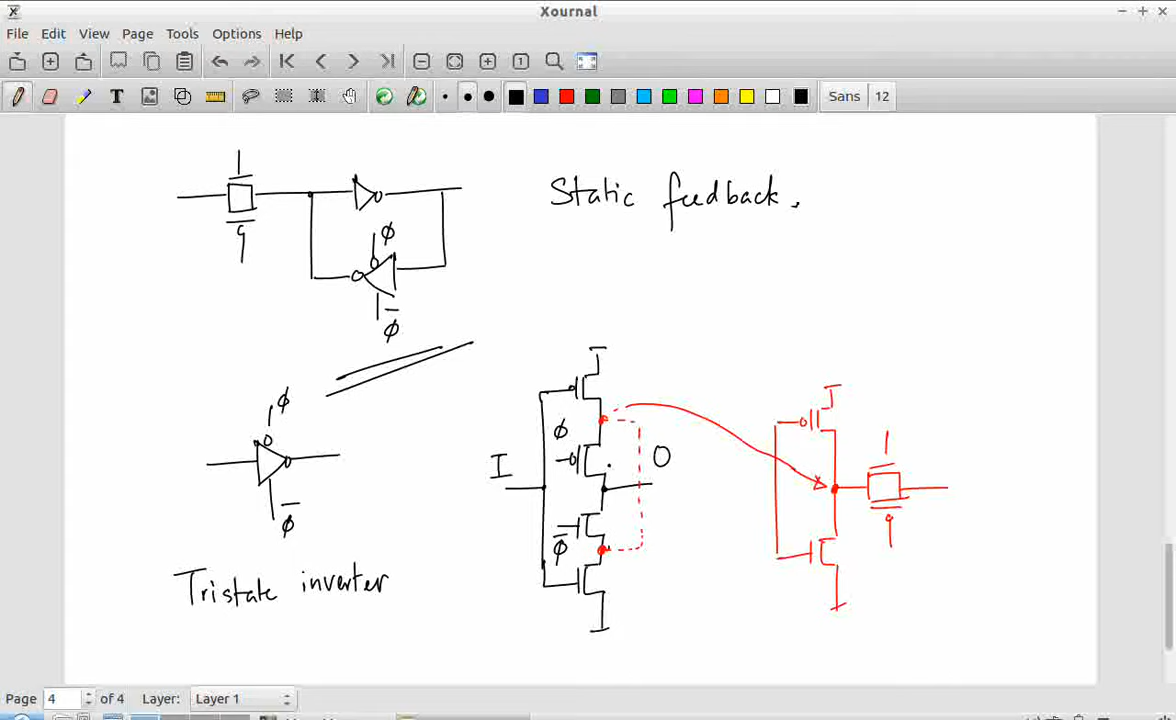 Xournal
File Edit View Page Tools Options Help
Sans 12
Static feedback.
ϕ
ϕ̅
ϕ
ϕ̅
Tristate inverter
I
ϕ
ϕ̅
O
Page 4 of 4 Layer: Layer 1